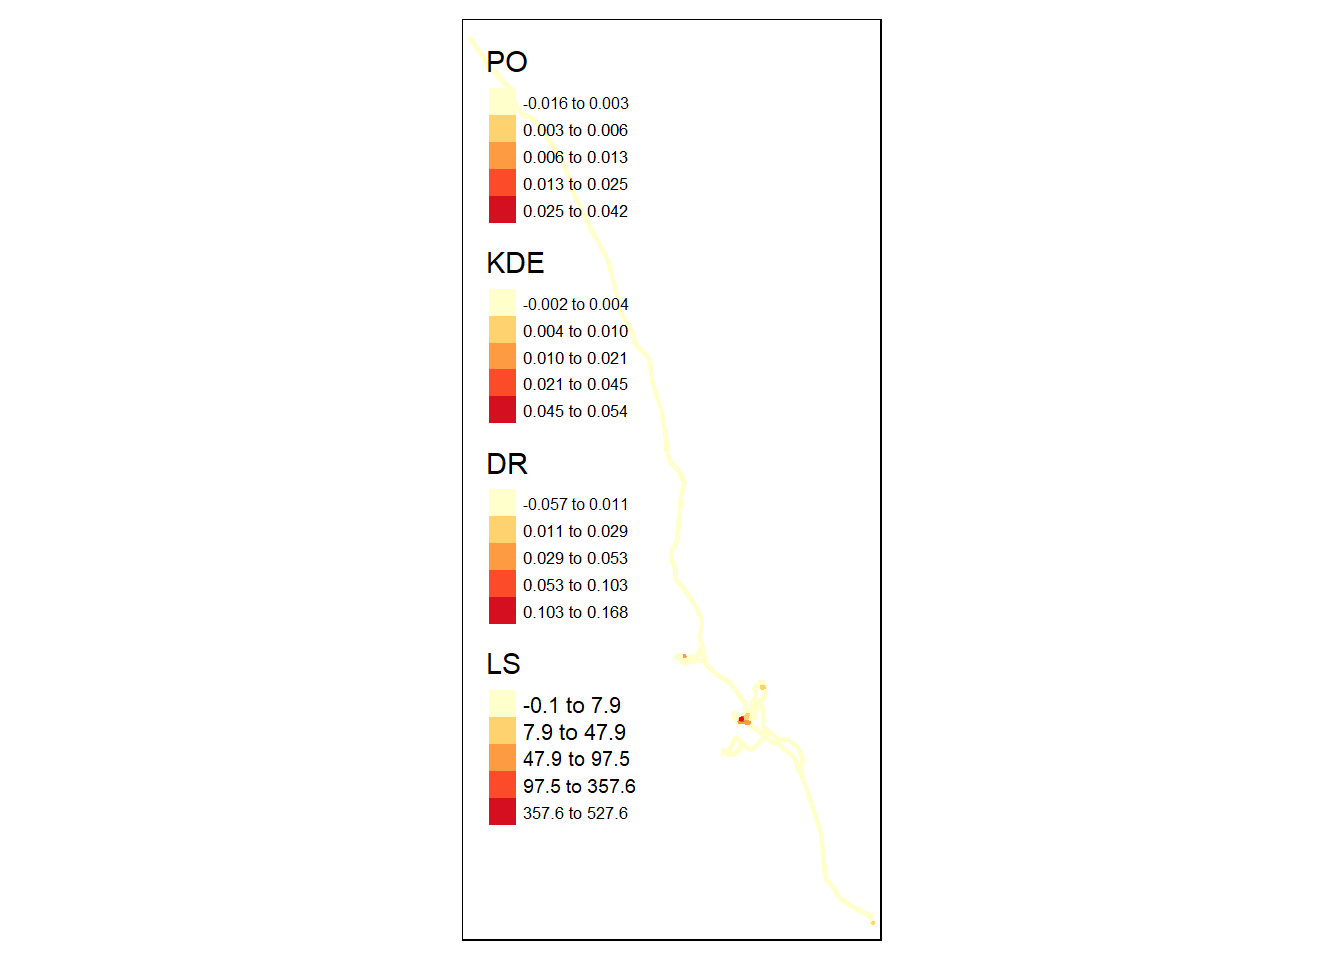 PO
-0.016 to 0.003
0.003 to 0.006
0.006 to 0.013
0.013 to 0.025
0.025 to 0.042
KDE
-0.002 to 0.004
0.004 to 0.010
0.010 to 0.021
0.021 to 0.045
0.045 to 0.054
DR
-0.057 to 0.011
0.011 to 0.029
0.029 to 0.053
0.053 to 0.103
0.103 to 0.168
LS
-0.1 to 7.9
7.9 to 47.9
47.9 to 97.5
97.5 to 357.6
357.6 to 527.6